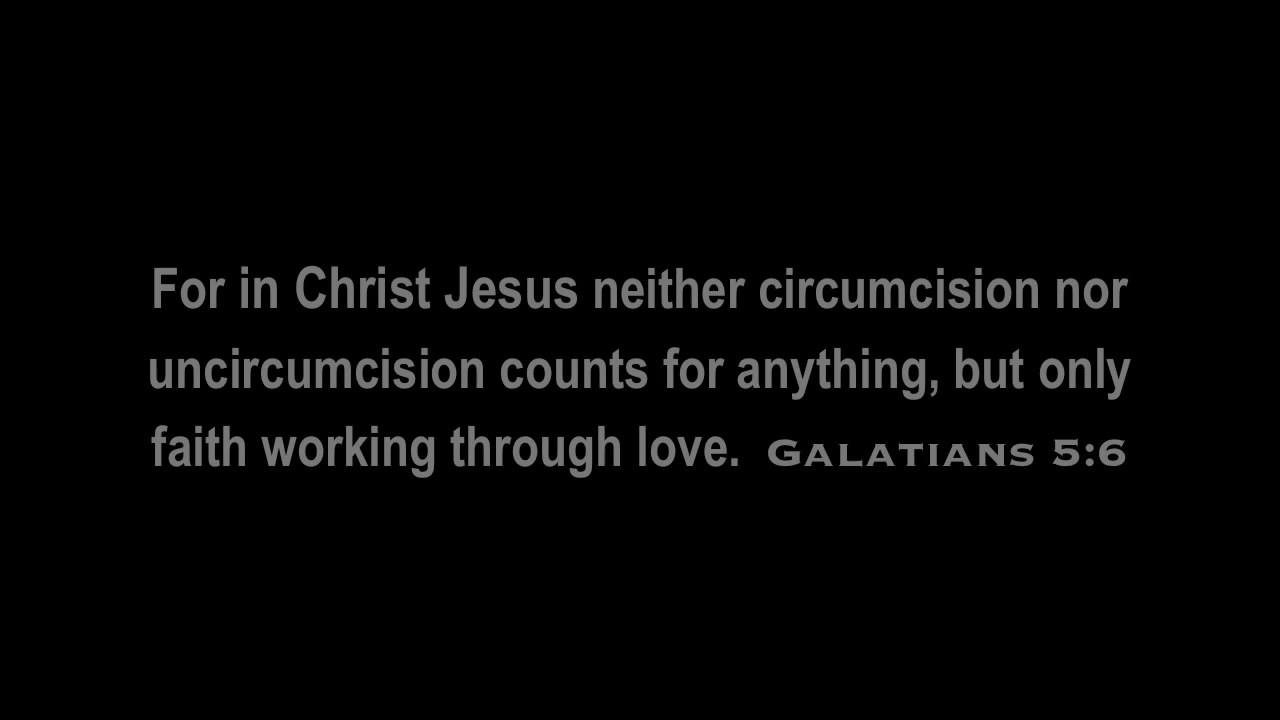 For in Christ Jesus neither circumcision nor
uncircumcision counts for anything, but only
faith working through love. Galatians 5:6